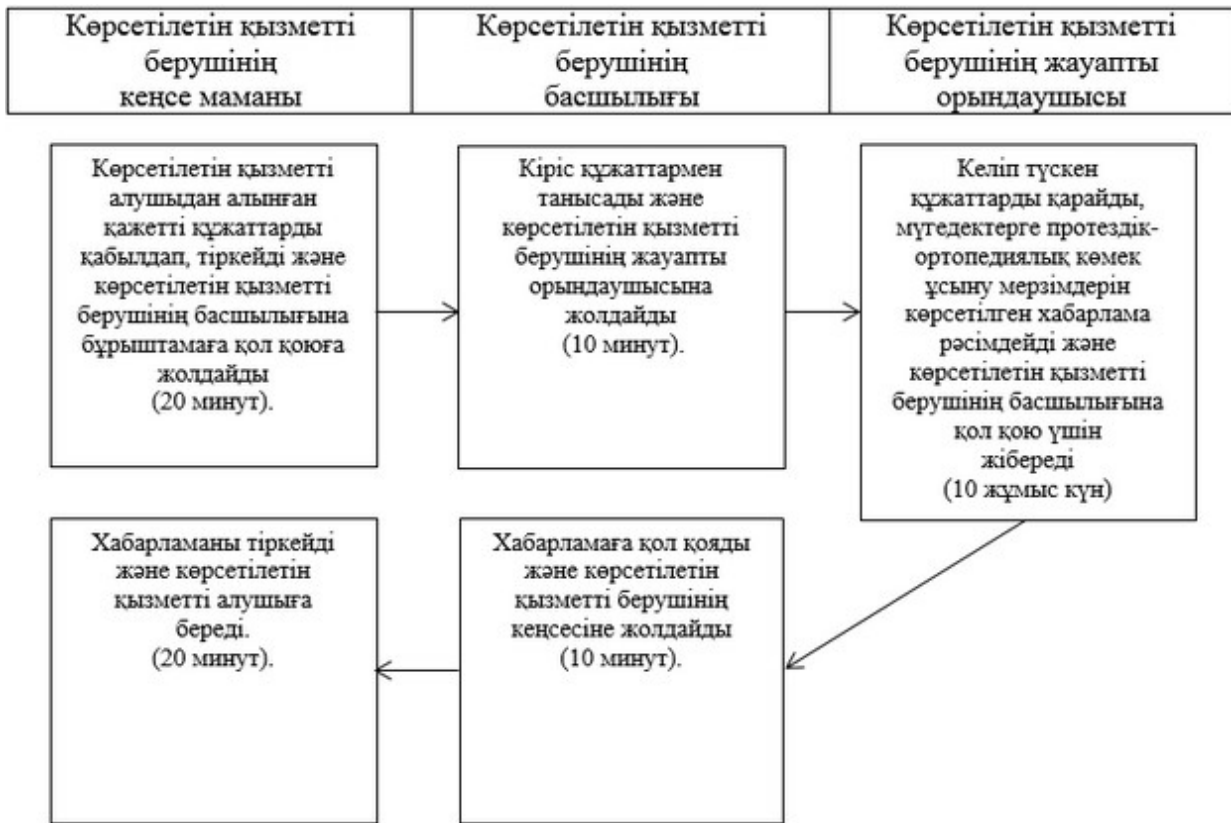 Көрсетілетін қызметті
берушінің
кеңсе маманы
Көрсетілетін қызметті
берушінің
басшылығы
Көрсетілетін қызметті
берушінің жауапты
орындаушысы
Көрсетілетін қызметті
алушыдан алынған
қажетті құжаттарды
қабылдап, тіркейді және
көрсетілетін қызметті
берушінің басшылығына
бұрыштамаға қол қоюға
жолдайды
(20 минут).
Кіріс құжаттармен
танысады және
көрсетілетін қызметті
берушінің жауапты
орындаушысына
жолдайды
(10 минут).
Келіп түскен
құжаттарды қарайды,
мүгедектерге протездік-
ортопедиялық көмек
ұсыну мерзімдерін
көрсетілген хабарлама
рәсімдейді және
көрсетілетін қызметті
берушінің басшылығына
қол қою үшін
жібереді
(10 жұмыс күн)
Хабарламаны тіркейді
және көрсетілетін
қызметті алушыға
береді.
(20 минут).
Хабарламаға қол қояды
және көрсетілетін
қызметті берушінің
кеңсесіне жолдайды
(10 минут).